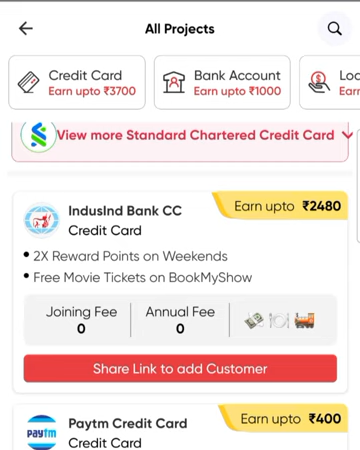 All Projects
Credit Card
Earn upto ₹3700
Bank Account
Earn upto ₹1000
View more Standard Chartered Credit Card
Earn upto ₹2480
IndusInd Bank CC
Credit Card
2X Reward Points on Weekends
Free Movie Tickets on BookMyShow
Joining Fee
0
Annual Fee
0
Share Link to add Customer
Earn upto ₹400
Paytm Credit Card
Credit Card
paytm